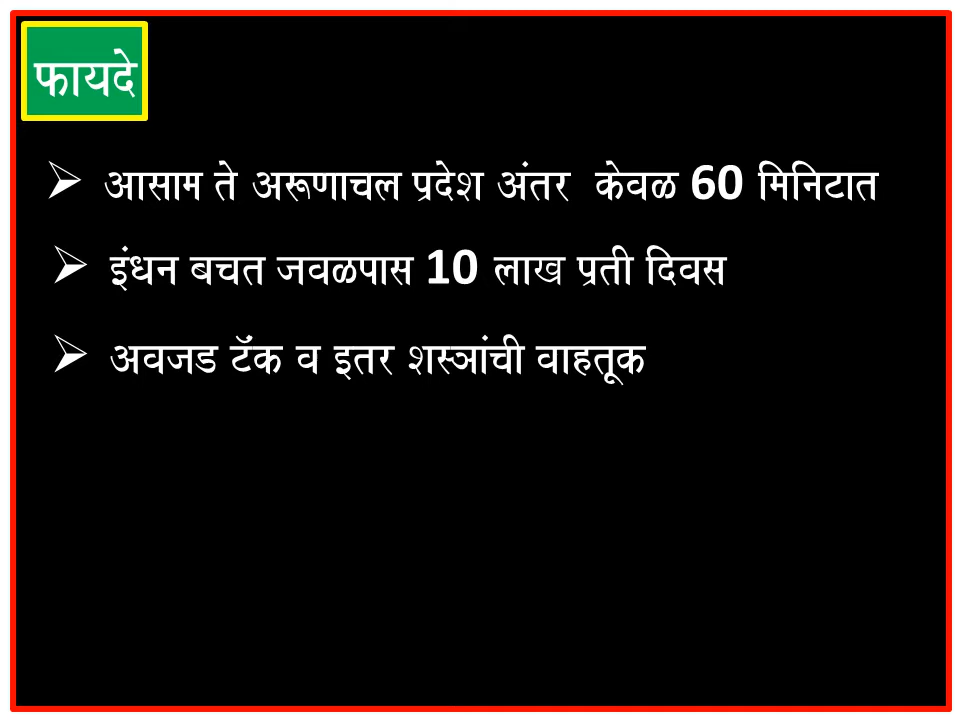 फायदे
➢ आसाम ते अरूणाचल प्रदेश अंतर केवळ 60 मिनिटात
➢ इंधन बचत जवळपास 10 लाख प्रती दिवस
➢ अवजड टॅंक व इतर शस्ञांची वाहतूक